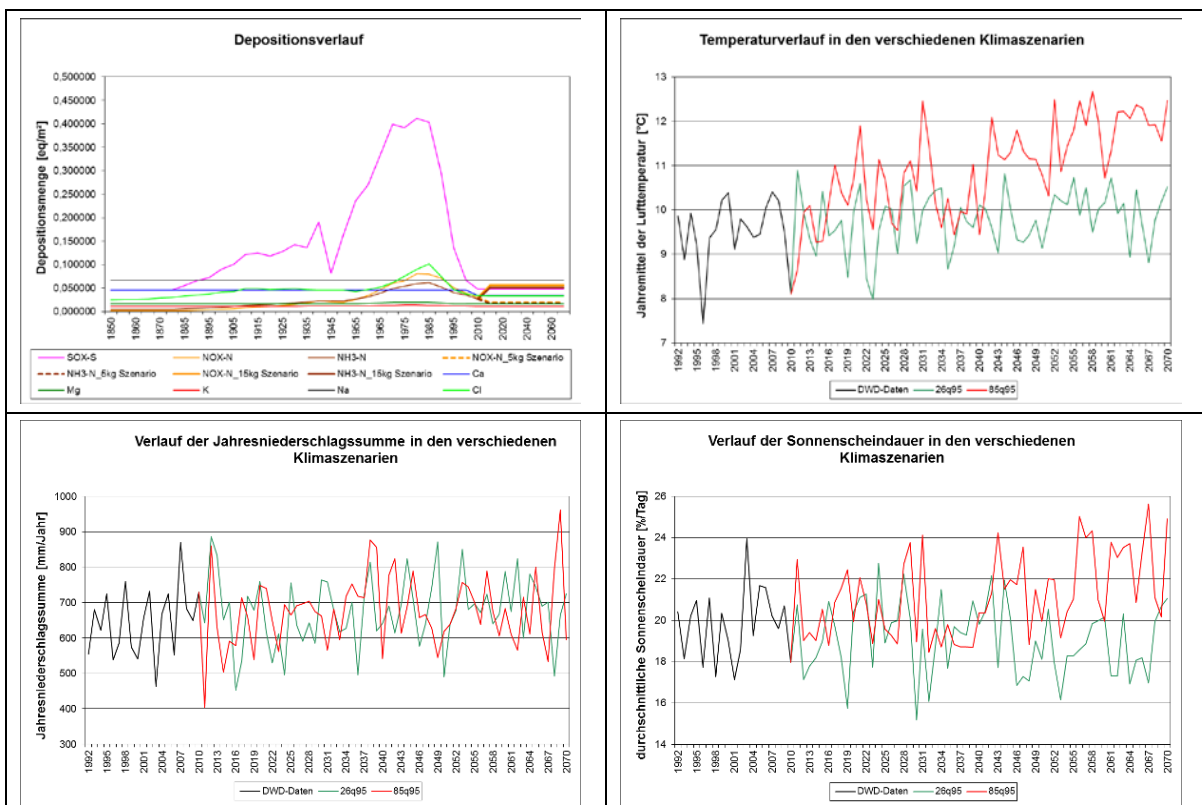 Depositionsverlauf
Depositionsmenge [eq/m²]
0,500000
0,450000
0,400000
0,350000
0,300000
0,250000
0,200000
0,150000
0,100000
0,050000
0,000000
1850 1860 1870 1885 1895 1905 1915 1925 1935 1945 1955 1965 1975 1985 1995 2010 2020 2040 2060
SOX-S NOX-N NH3-N NOX-N_5kg Szenario
NH3-N_5kg Szenario NOX-N_15kg Szenario NH3-N_15kg Szenario Ca
Mg K Na Cl
Temperaturverlauf in den verschiedenen Klimaszenarien
Jahremittel der Lufttemperatur [°C]
13
12
11
10
9
8
7
1992 1995 1998 2001 2004 2007 2010 2013 2016 2019 2022 2025 2028 2031 2034 2037 2040 2043 2046 2049 2052 2055 2058 2061 2064 2067 2070
DWD-Daten 26q95 85q95
Verlauf der Jahresniederschlagssumme in den verschiedenen
Klimaszenarien
Jahresniederschlagssumme [mm/Jahr]
1000
900
800
700
600
500
400
300
1992 1995 1998 2001 2004 2007 2010 2013 2016 2019 2022 2025 2028 2031 2034 2037 2040 2043 2046 2049 2052 2055 2058 2061 2064 2067 2070
DWD-Daten 26q95 85q95
Verlauf der Sonnenscheindauer in den verschiedenen
Klimaszenarien
durchschnittliche Sonnenscheindauer [%/Tag]
26
24
22
20
18
16
14
1992 1995 1998 2001 2004 2007 2010 2013 2016 2019 2022 2025 2028 2031 2034 2037 2040 2043 2046 2049 2052 2055 2058 2061 2064 2067 2070
DWD-Daten 26q95 85q95